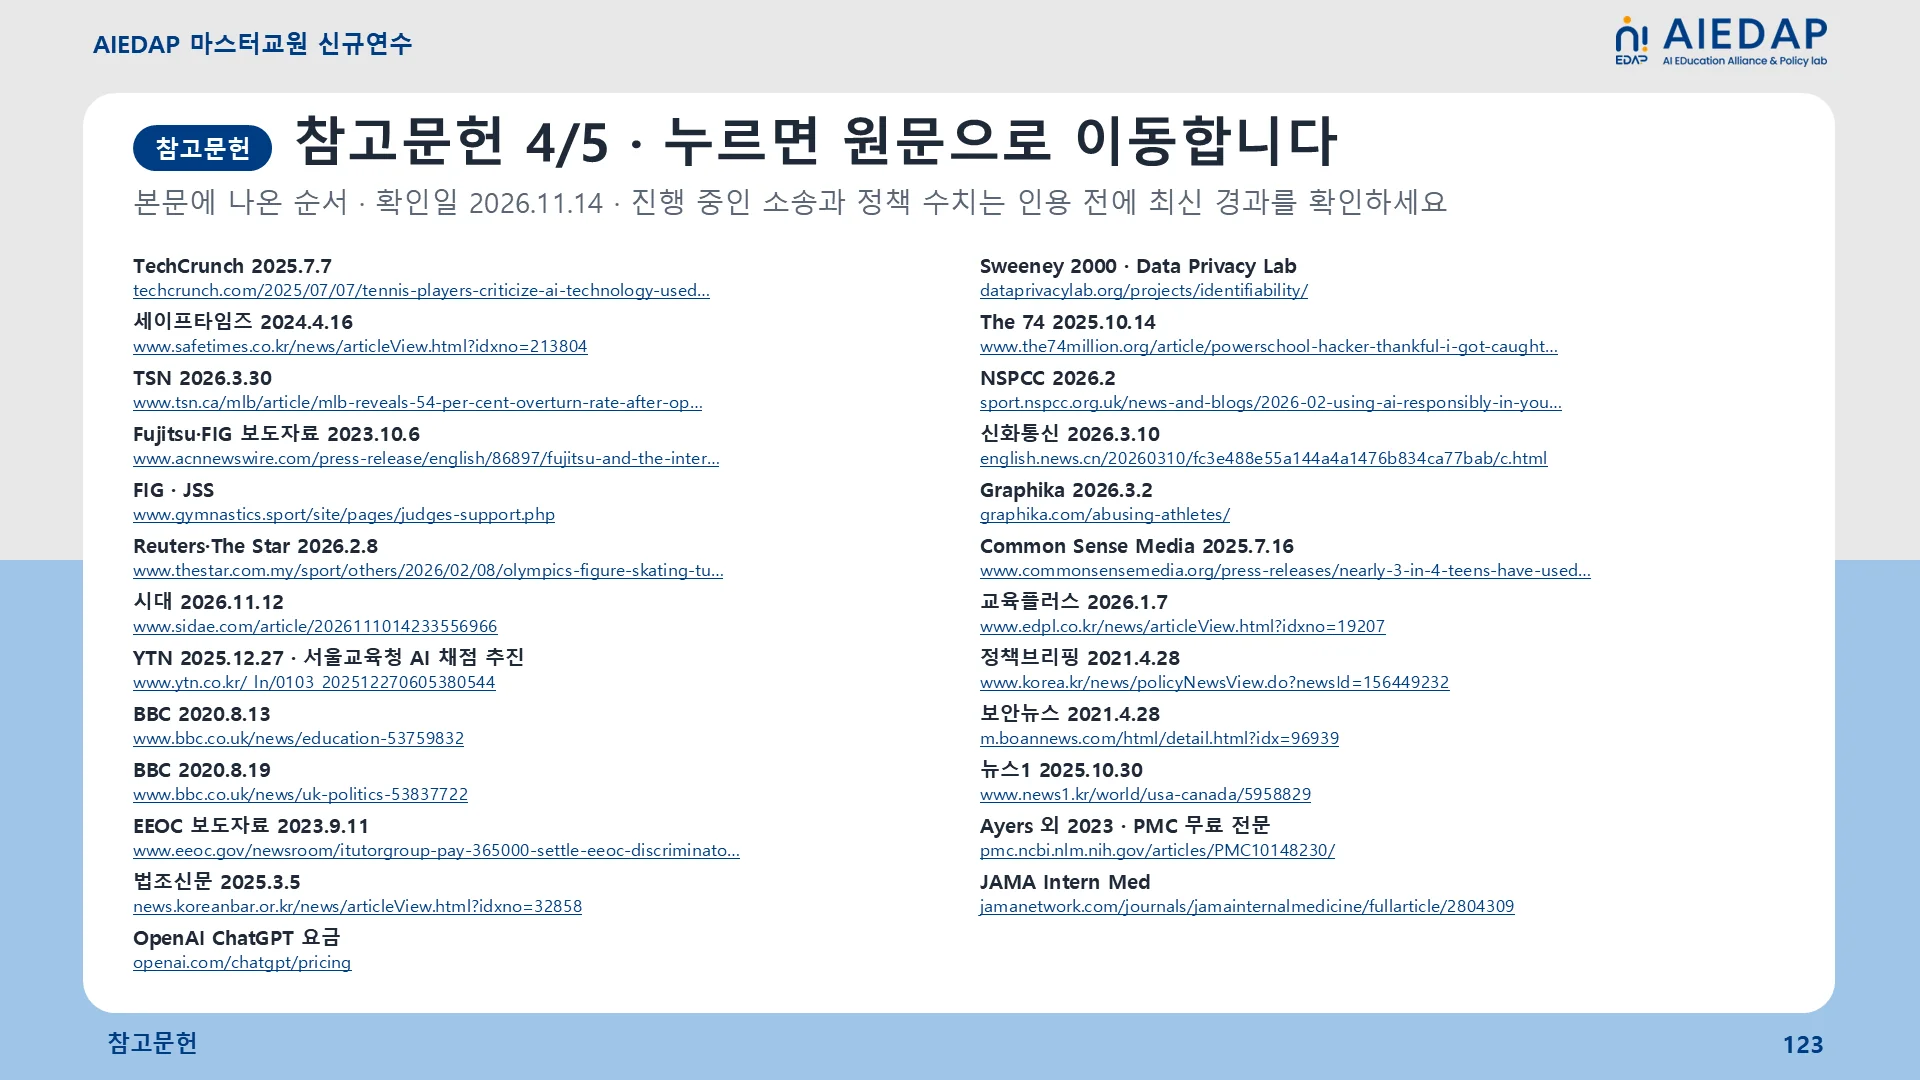 AIEDAP 마스터교원 신규연수
EDAP
AIEDAP
AI EDucation Alliance & Policy lab
참고문헌
참고문헌 4/5 · 누르면 원문으로 이동합니다
본문에 나온 순서 · 확인일 2026.11.14 · 진행 중인 소송과 정책 수치는 인용 전에 최신 경과를 확인하세요
TechCrunch 2025.7.7
techcrunch.com/2025/07/07/tennis-players-criticize-ai-technology-used...
세이프타임즈 2024.4.16
www.safetimes.co.kr/news/articleView.html?idxno=213804
TSN 2026.3.30
www.tsn.ca/mlb/article/mlb-reveals-54-per-cent-overturn-rate-after-op...
Fujitsu·FIG 보도자료 2023.10.6
www.acnnewswire.com/press-release/english/86897/fujitsu-and-the-inter...
FIG · JSS
www.gymnastics.sport/site/pages/judges-support.php
Reuters·The Star 2026.2.8
www.thestar.com.my/sport/others/2026/02/08/olympics-figure-skating-tu...
시대 2026.11.12
www.sidae.com/article/2026111014233556966
YTN 2025.12.27 · 서울교육청 AI 채점 추진
www.ytn.co.kr/_ln/0103_202512270605380544
BBC 2020.8.13
www.bbc.co.uk/news/education-53759832
BBC 2020.8.19
www.bbc.co.uk/news/uk-politics-53837722
EEOC 보도자료 2023.9.11
www.eeoc.gov/newsroom/itutorgroup-pay-365000-settle-eeoc-discriminato...
법조신문 2025.3.5
news.koreanbar.or.kr/news/articleView.html?idxno=32858
OpenAI ChatGPT 요금
openai.com/chatgpt/pricing
Sweeney 2000 · Data Privacy Lab
dataprivacylab.org/projects/identifiability/
The 74 2025.10.14
www.the74million.org/article/powerschool-hacker-thankful-i-got-caught...
NSPCC 2026.2
sport.nspcc.org.uk/news-and-blogs/2026-02-using-ai-responsibly-in-you...
신화통신 2026.3.10
english.news.cn/20260310/fc3e488e55a144a4a1476b834ca77bab/c.html
Graphika 2026.3.2
graphika.com/abusing-athletes/
Common Sense Media 2025.7.16
www.commonsensemedia.org/press-releases/nearly-3-in-4-teens-have-used...
교육플러스 2026.1.7
www.edpl.co.kr/news/articleView.html?idxno=19207
정책브리핑 2021.4.28
www.korea.kr/news/policyNewsView.do?newsId=156449232
보안뉴스 2021.4.28
m.boannews.com/html/detail.html?idx=96939
뉴스1 2025.10.30
www.news1.kr/world/usa-canada/5958829
Ayers 외 2023 · PMC 무료 전문
pmc.ncbi.nlm.nih.gov/articles/PMC10148230/
JAMA Intern Med
jamanetwork.com/journals/jamainternalmedicine/fullarticle/2804309
참고문헌
123